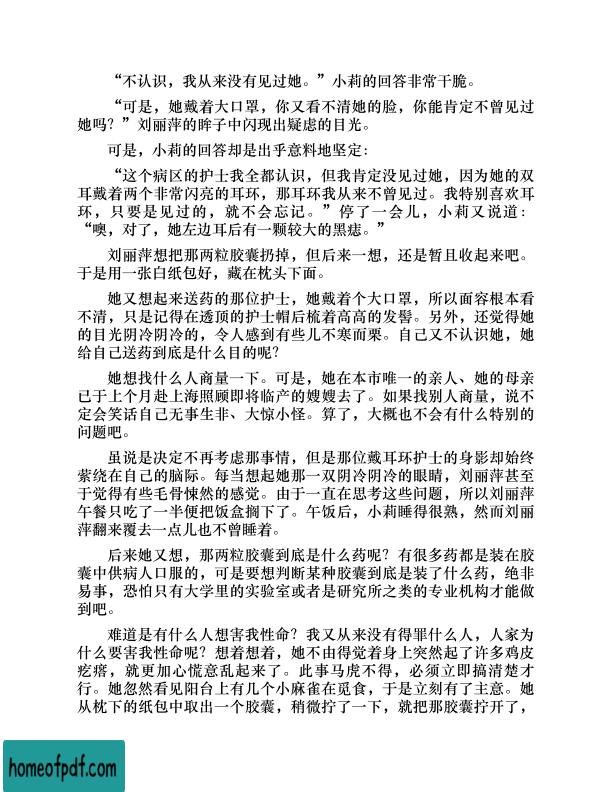 “不认识，我从来没有见过她。”小莉的回答非常干脆。
“可是，她戴着大口罩，你又看不清她的脸，你能肯定不曾见过
她吗？”刘丽萍的眸子中闪现出疑虑的目光。
可是，小莉的回答却是出乎意料地坚定：
“这个病区的护士我全都认识，但我肯定没见过她，因为她的双
耳戴着两个非常闪亮的耳环，那耳环我从来不曾见过。我特别喜欢耳
环，只要是见过的，就不会忘记。”停了一会儿，小莉又说道：
“噢，对了，她左边耳后有一颗较大的黑痣。”
刘丽萍想把那两粒胶囊扔掉，但后来一想，还是暂且收起来吧。
于是用一张白纸包好，藏在枕头下面。
她又想起来送药的那位护士，她戴着个大口罩，所以面容根本看
不清，只是记得在透顶的护士帽后梳着高高的发髻。另外，还觉得她
的目光阴冷阴冷的，令人感到有些儿不寒而栗。自己又不认识她，她
给自己送药到底是什么目的呢？
她想找什么人商量一下。可是，她在本市唯一的亲人、她的母亲
已于上个月赴上海照顾即将临产的嫂嫂去了。如果找别人商量，说不
定会笑话自己无事生非、大惊小怪。算了，大概也不会有什么特别的
问题吧。
虽说是决定不再考虑那事情，但是那位戴耳环护士的身影却始终
萦绕在自己的脑际。每当想起她那一双阴冷阴冷的眼睛，刘丽萍甚至
于觉得有些毛骨悚然的感觉。由于一直在思考这些问题，所以刘丽萍
午餐只吃了一半便把饭盒搁下了。午饭后，小莉睡得很熟，然而刘丽
萍翻来覆去一点儿也不曾睡着。
后来她又想，那两粒胶囊到底是什么药呢？有很多药都是装在胶
囊中供病人口服的，可是要想判断某种胶囊到底是装了什么药，绝非
易事，恐怕只有大学里的实验室或者是研究所之类的专业机构才能做
到吧。
难道是有什么人想害我性命？我又从来没有得罪什么人，人家为
什么要害我性命呢？想着想着，她不由得觉着身上突然起了许多鸡皮
疙瘩，就更加心慌意乱起来了。此事马虎不得，必须立即搞清楚才
行。她忽然看见阳台上有几个小麻雀在觅食，于是立刻有了主意。她
从枕下的纸包中取出一个胶囊，稍微拧了一下，就把那胶囊拧开了，
homeofpdf.com